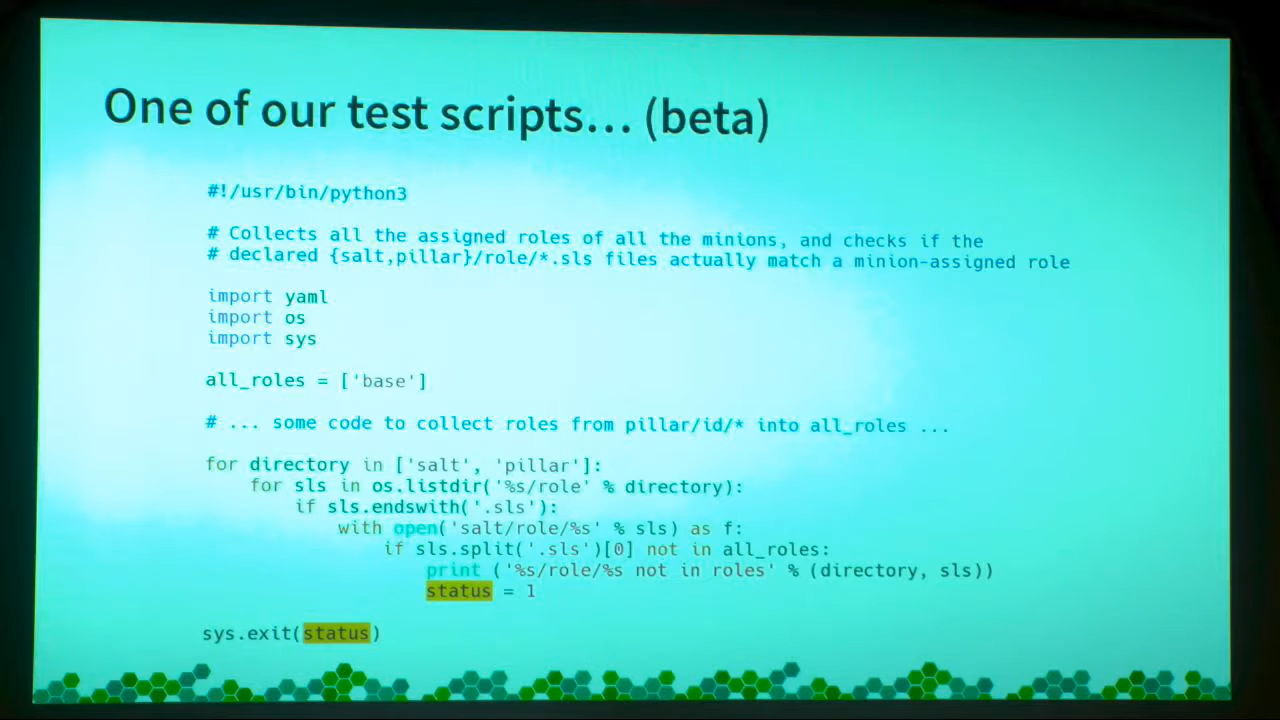 One of our test scripts... (beta)
#!/usr/bin/python3
# Collects all the assigned roles of all the minions, and checks if the
# declared {salt,pillar}/role/*.sls files actually match a minion-assigned role
import yaml
import os
import sys
all_roles = ['base']
# ... some code to collect roles from pillar/id/* into all_roles ...
for directory in ['salt', 'pillar']:
    for sls in os.listdir('%s/role' % directory):
        if sls.endswith('.sls'):
            with open('salt/role/%s' % sls) as f:
                if sls.split('.sls')[0] not in all_roles:
                    print ('%s/role/%s not in roles' % (directory, sls))
                    status = 1
sys.exit(status)